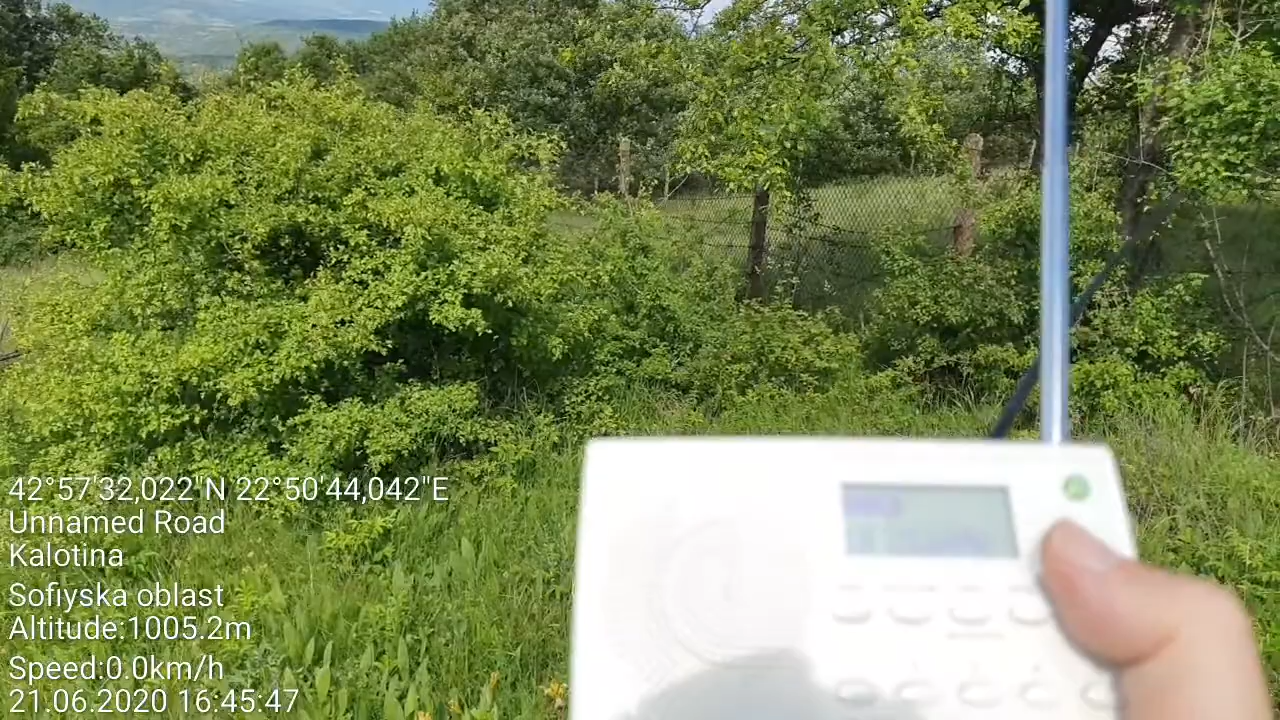 42°57'32,022"N 22°50'44,042"E
Unnamed Road
Kalotina
Sofiyska oblast
Altitude:1005.2m
Speed:0.0km/h
21.06.2020 16:45:47